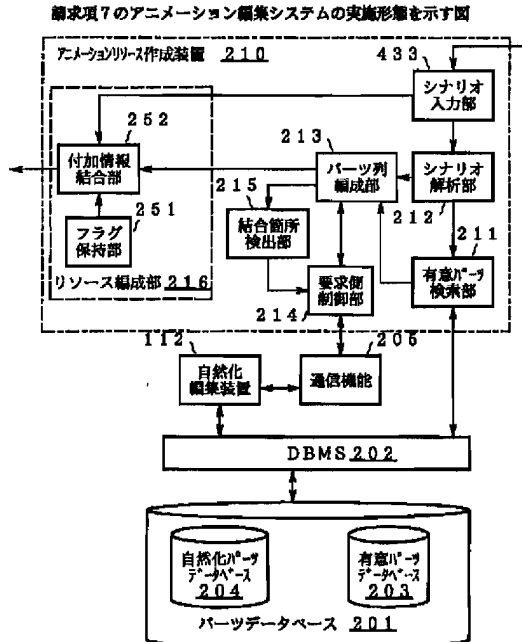 請求項7のアニメーション編集システムの実施形態を示す図
アニメーションリソース作成装置 210
433
シナリオ
入力部
252
付加情報
結合部
213
パーツ列
編成部
シナリオ
解析部
212
215
結合箇所
検出部
251
フラグ
保持部
リソース編成部 216
211
有意パーツ
検索部
要求側
制御部
214
112
自然化
編集装置
205
通信機能
DBMS 202
自然化パーツ
データベース
204
有意パーツ
データベース
203
パーツデータベース 201